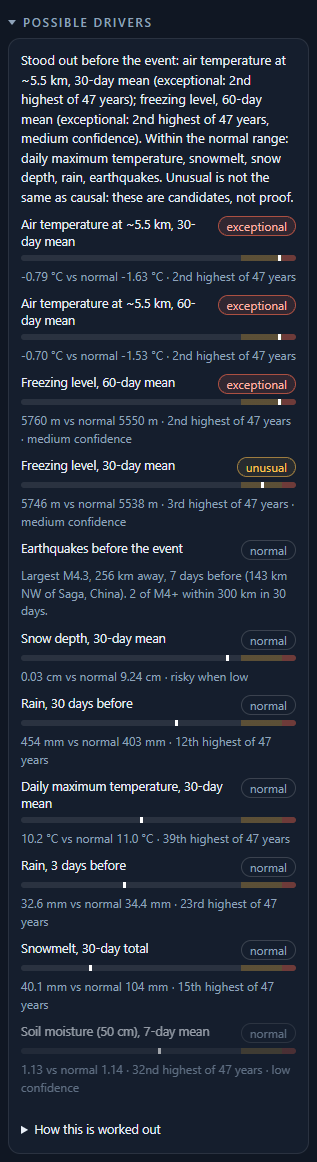 ▼ POSSIBLE DRIVERS
Stood out before the event: air temperature at
~5.5 km, 30-day mean (exceptional: 2nd
highest of 47 years); freezing level, 60-day
mean (exceptional: 2nd highest of 47 years,
medium confidence). Within the normal range:
daily maximum temperature, snowmelt, snow
depth, rain, earthquakes. Unusual is not the
same as causal: these are candidates, not proof.
Air temperature at ~5.5 km, 30-
day mean
exceptional
-0.79 °C vs normal -1.63 °C · 2nd highest of 47 years
Air temperature at ~5.5 km, 60-
day mean
exceptional
-0.70 °C vs normal -1.53 °C · 2nd highest of 47 years
Freezing level, 60-day mean
exceptional
5760 m vs normal 5550 m · 2nd highest of 47 years
· medium confidence
Freezing level, 30-day mean
unusual
5746 m vs normal 5538 m · 3rd highest of 47 years ·
medium confidence
Earthquakes before the event
normal
Largest M4.3, 256 km away, 7 days before (143 km
NW of Saga, China). 2 of M4+ within 300 km in 30
days.
Snow depth, 30-day mean
normal
0.03 cm vs normal 9.24 cm · risky when low
Rain, 30 days before
normal
454 mm vs normal 403 mm · 12th highest of 47
years
Daily maximum temperature, 30-day
mean
normal
10.2 °C vs normal 11.0 °C · 39th highest of 47 years
Rain, 3 days before
normal
32.6 mm vs normal 34.4 mm · 23rd highest of 47
years
Snowmelt, 30-day total
normal
40.1 mm vs normal 104 mm · 15th highest of 47
years
Soil moisture (50 cm), 7-day mean
normal
1.13 vs normal 1.14 · 32nd highest of 47 years · low
confidence
▶ How this is worked out